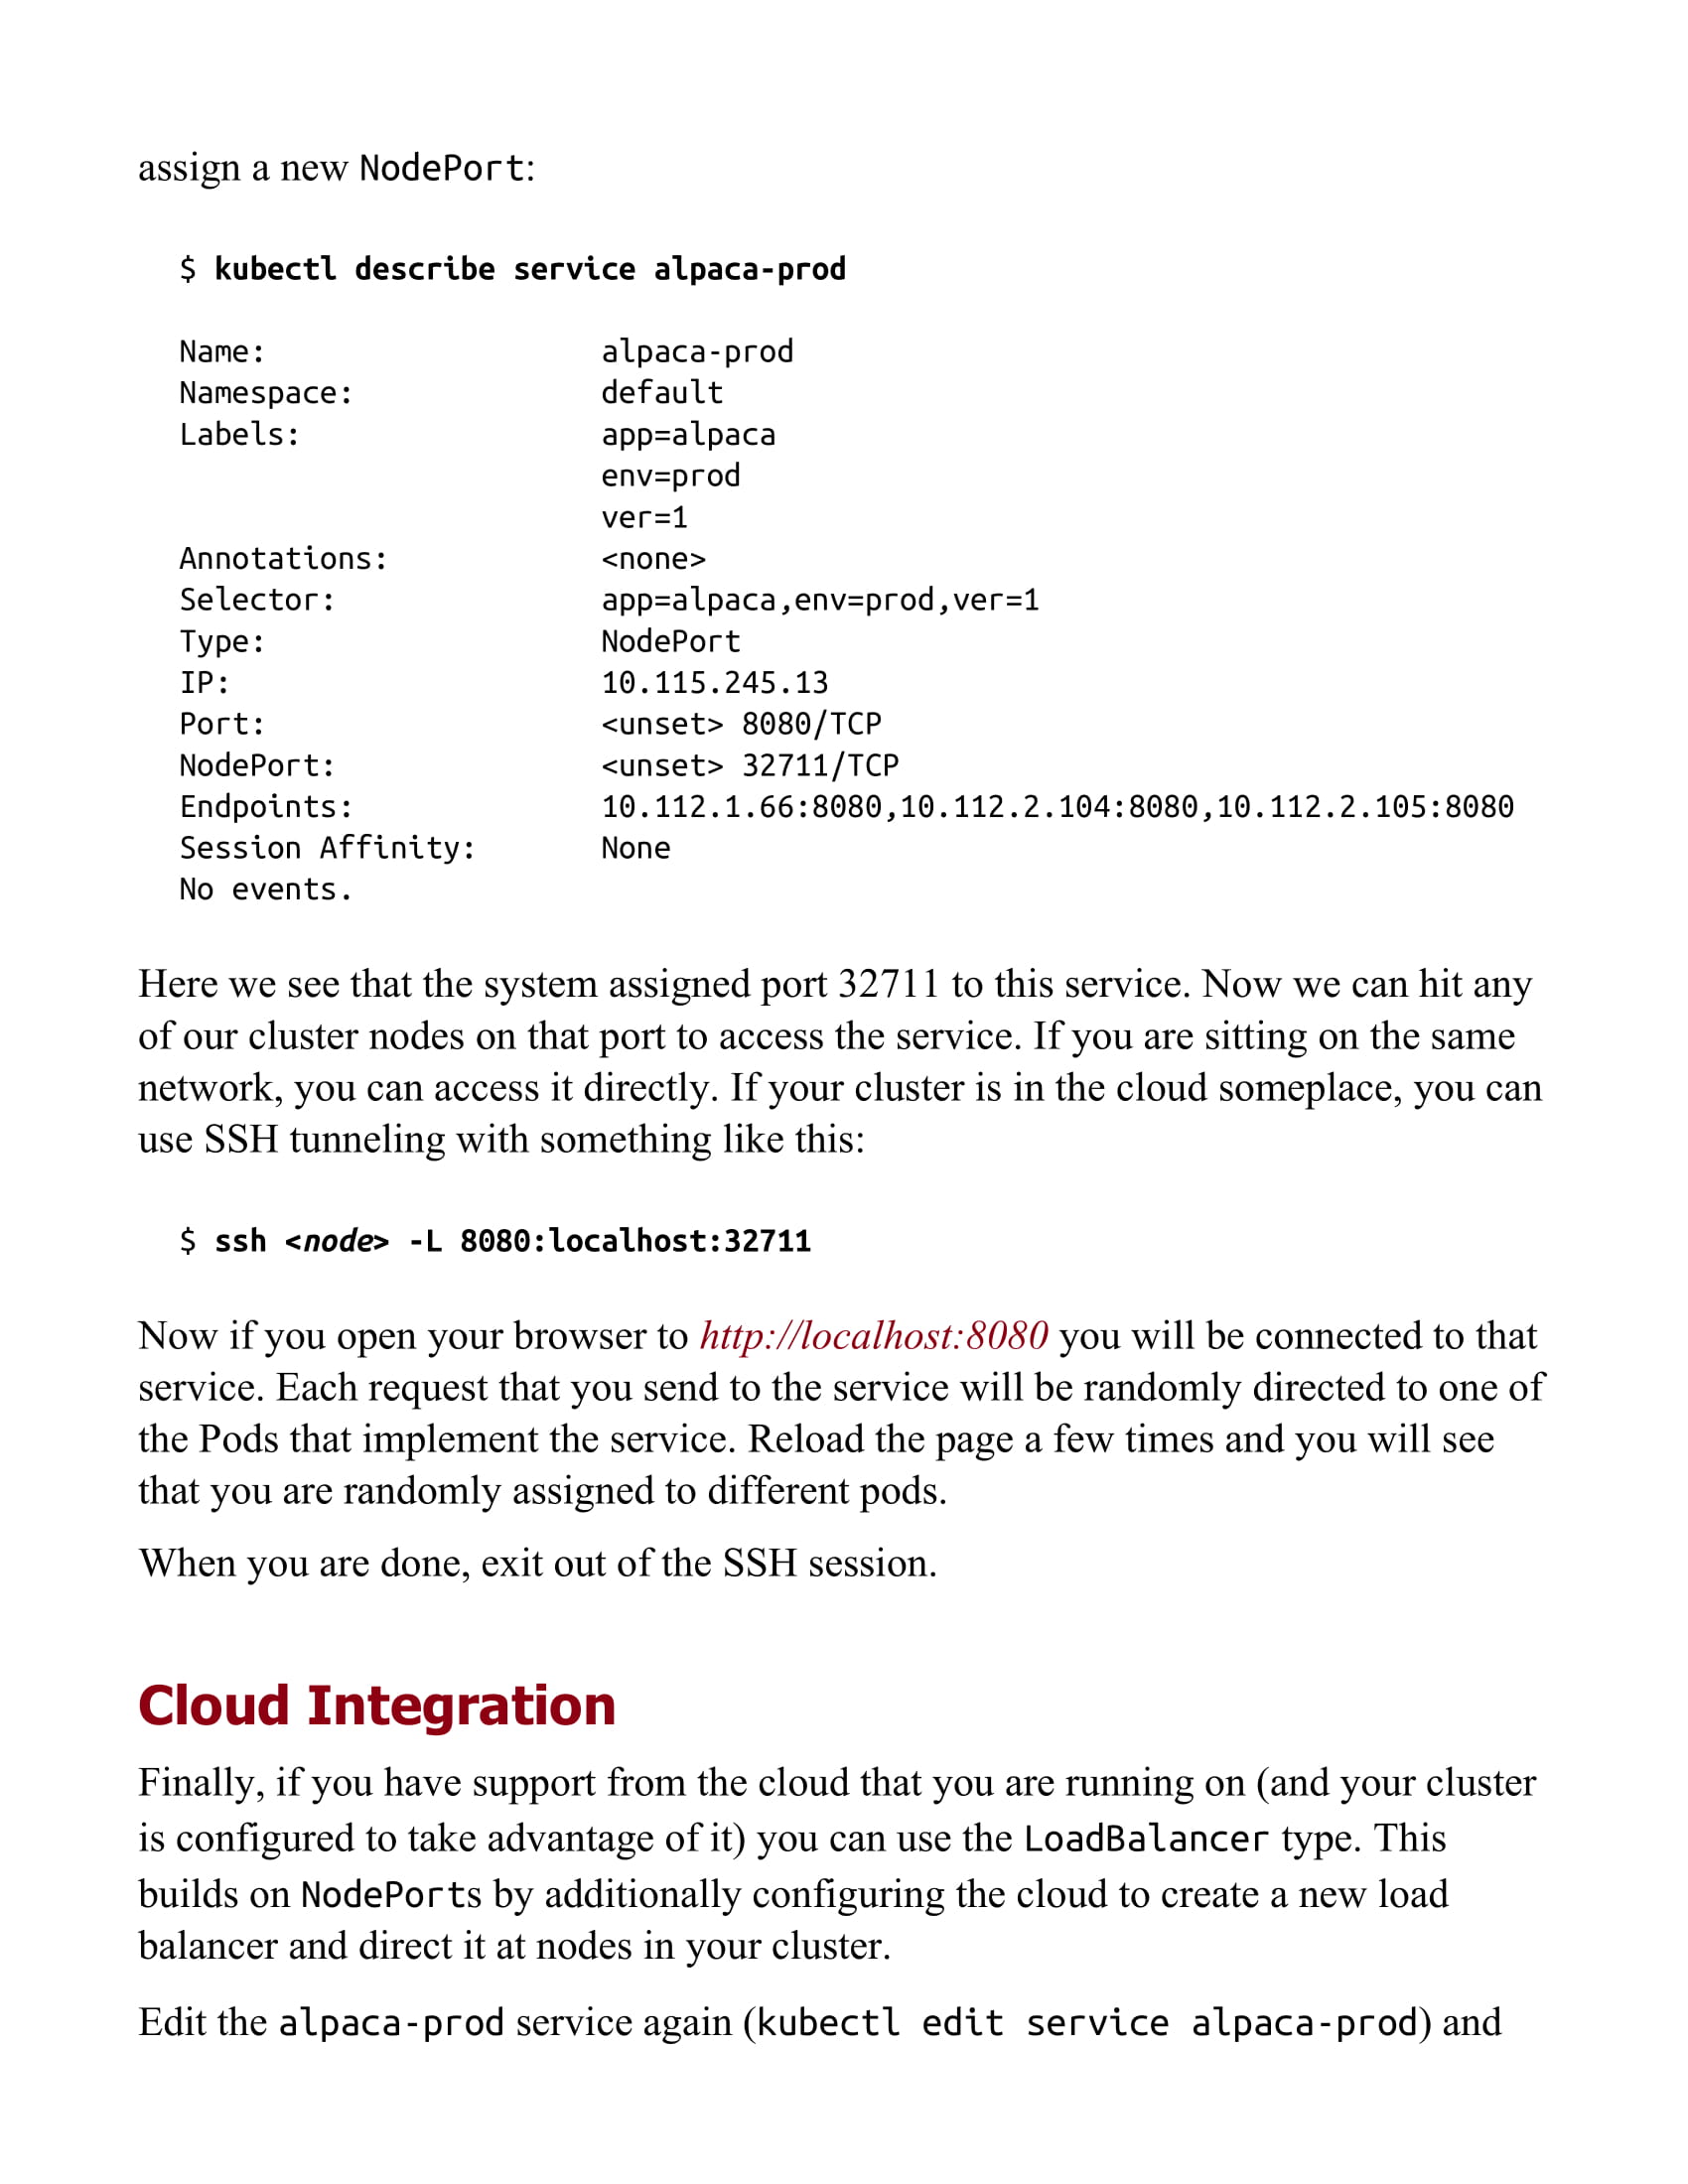 assign a new NodePort:
$ kubectl describe service alpaca-prod
Name: alpaca-prod
Namespace: default
Labels: app=alpaca
env=prod
ver=1
Annotations: <none>
Selector: app=alpaca,env=prod,ver=1
Type: NodePort
IP: 10.115.245.13
Port: <unset> 8080/TCP
NodePort: <unset> 32711/TCP
Endpoints: 10.112.1.66:8080,10.112.2.104:8080,10.112.2.105:8080
Session Affinity: None
No events.
Here we see that the system assigned port 32711 to this service. Now we can hit any
of our cluster nodes on that port to access the service. If you are sitting on the same
network, you can access it directly. If your cluster is in the cloud someplace, you can
use SSH tunneling with something like this:
$ ssh <node> -L 8080:localhost:32711
Now if you open your browser to http://localhost:8080 you will be connected to that
service. Each request that you send to the service will be randomly directed to one of
the Pods that implement the service. Reload the page a few times and you will see
that you are randomly assigned to different pods.
When you are done, exit out of the SSH session.
Cloud Integration
Finally, if you have support from the cloud that you are running on (and your cluster
is configured to take advantage of it) you can use the LoadBalancer type. This
builds on NodePorts by additionally configuring the cloud to create a new load
balancer and direct it at nodes in your cluster.
Edit the alpaca-prod service again (kubectl edit service alpaca-prod) and